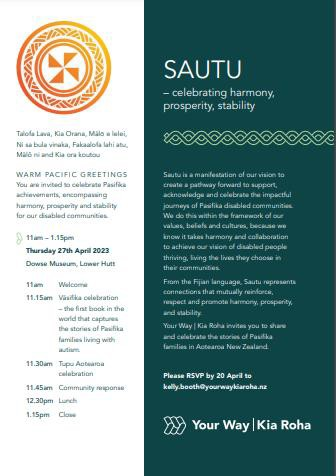 Talofa Lava, Kia Orana, Mālō e lelei,
Ni sa bula vinaka, Fakaalofa lahi atu,
Mālō ni and Kia ora koutou
WARM PACIFIC GREETINGS
You are invited to celebrate Pasifika
achievements, encompassing
harmony, prosperity and stability
for our disabled communities.
11am – 1.15pm
Thursday 27th April 2023
Dowse Museum, Lower Hutt
11am Welcome
11.15am Vāsifika celebration
– the first book in the
world that captures
the stories of Pasifika
families living with
autism.
11.30am Tupu Aotearoa
celebration
11.45am Community response
12.30pm Lunch
1.15pm Close
SAUTU
– celebrating harmony,
prosperity, stability
Sautu is a manifestation of our vision to
create a pathway forward to support,
acknowledge and celebrate the impactful
journeys of Pasifika disabled communities.
We do this within the framework of our
values, beliefs and cultures, because we
know it takes harmony and collaboration
to achieve our vision of disabled people
thriving, living the lives they choose in
their communities.
From the Fijian language, Sautu represents
connections that mutually reinforce,
respect and promote harmony, prosperity,
and stability.
Your Way | Kia Roha invites you to share
and celebrate the stories of Pasifika
families in Aotearoa New Zealand.
Please RSVP by 20 April to
kelly.booth@yourwaykiaroha.nz
Your Way | Kia Roha